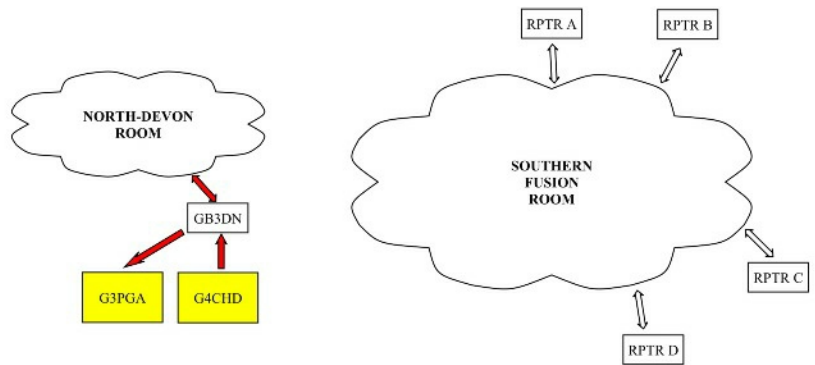 RPTR A
RPTR B
NORTH-DEVON
ROOM
SOUTHERN
FUSION
ROOM
GB3DN
G3PGA
G4CHD
RPTR C
RPTR D